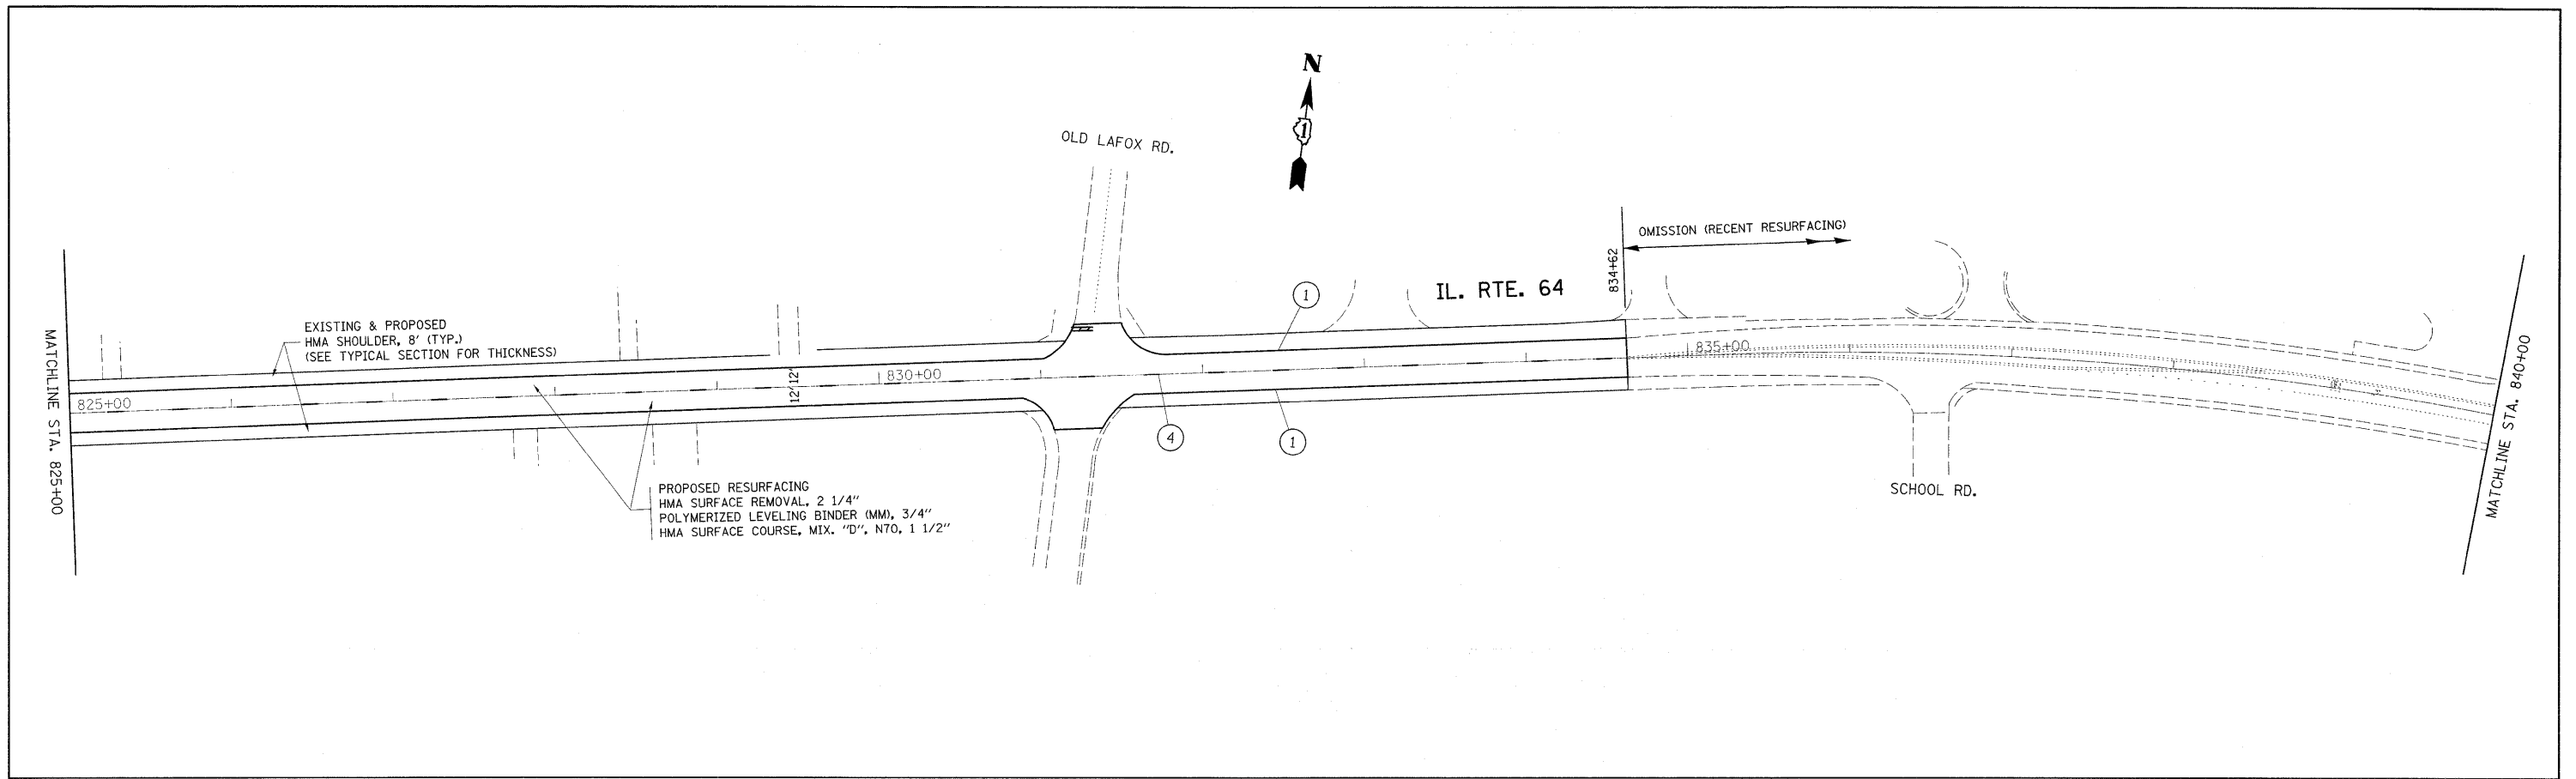 N
1
OLD LAFOX RD.
OMISSION (RECENT RESURFACING)
834+62
IL. RTE. 64
1
EXISTING & PROPOSED
HMA SHOULDER, 8' (TYP.)
(SEE TYPICAL SECTION FOR THICKNESS)
MATCHLINE STA. 825+00
825+00
12' 12'
830+00
835+00
MATCHLINE STA. 840+00
4
1
PROPOSED RESURFACING
HMA SURFACE REMOVAL, 2 1/4"
POLYMERIZED LEVELING BINDER (MM), 3/4"
HMA SURFACE COURSE, MIX. "D", N70, 1 1/2"
SCHOOL RD.